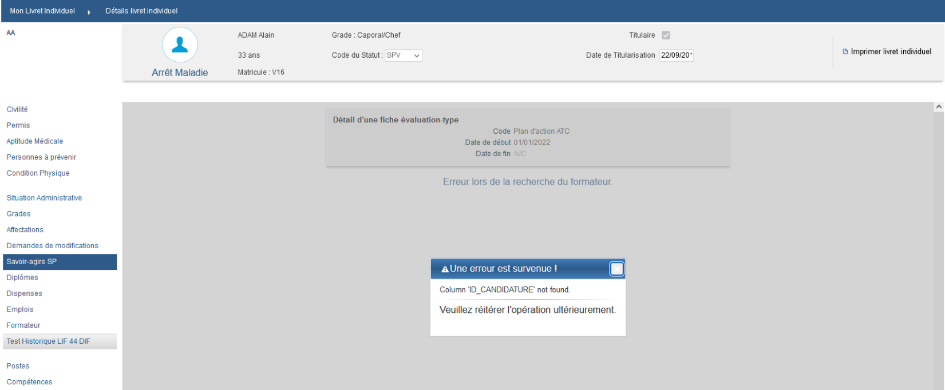 Mon Livret Individuel
Détails livret individuel
AA
Arrêt Maladie
ADAM Alain
33 ans
Matricule : V16
Grade : Caporal/Chef
Code du Statut : SPV
Titulaire
Date de Titularisation 22/09/20
Imprimer livret individuel
Civilité
Permis
Aptitude Médicale
Personnes à prévenir
Condition Physique
Situation Administrative
Grades
Affectations
Demandes de modifications
Savoir-agirs SP
Diplômes
Dispenses
Emplois
Formateur
Test Historique LIF 44 DIF
Postes
Compétences
Détail d'une fiche évaluation-type
Code Plan d'action ATC
Date de début 01/01/2022
Date de fin N/C
Erreur lors de la recherche du formateur.
Une erreur est survenue !
Column 'ID_CANDIDATURE' not found.
Veuillez réitérer l'opération ultérieurement.